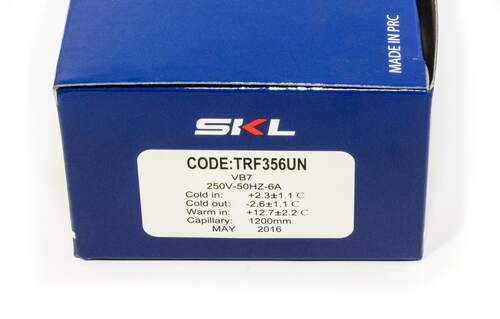 MADE IN PRC
SKL
CODE:TRF356UN
VB7
250V-50HZ-6A
Cold in: +2.3±1.1℃
Cold out: -2.6±1.1℃
Warm in: +12.7±2.2℃
Capillary: 1200mm
MAY 2016